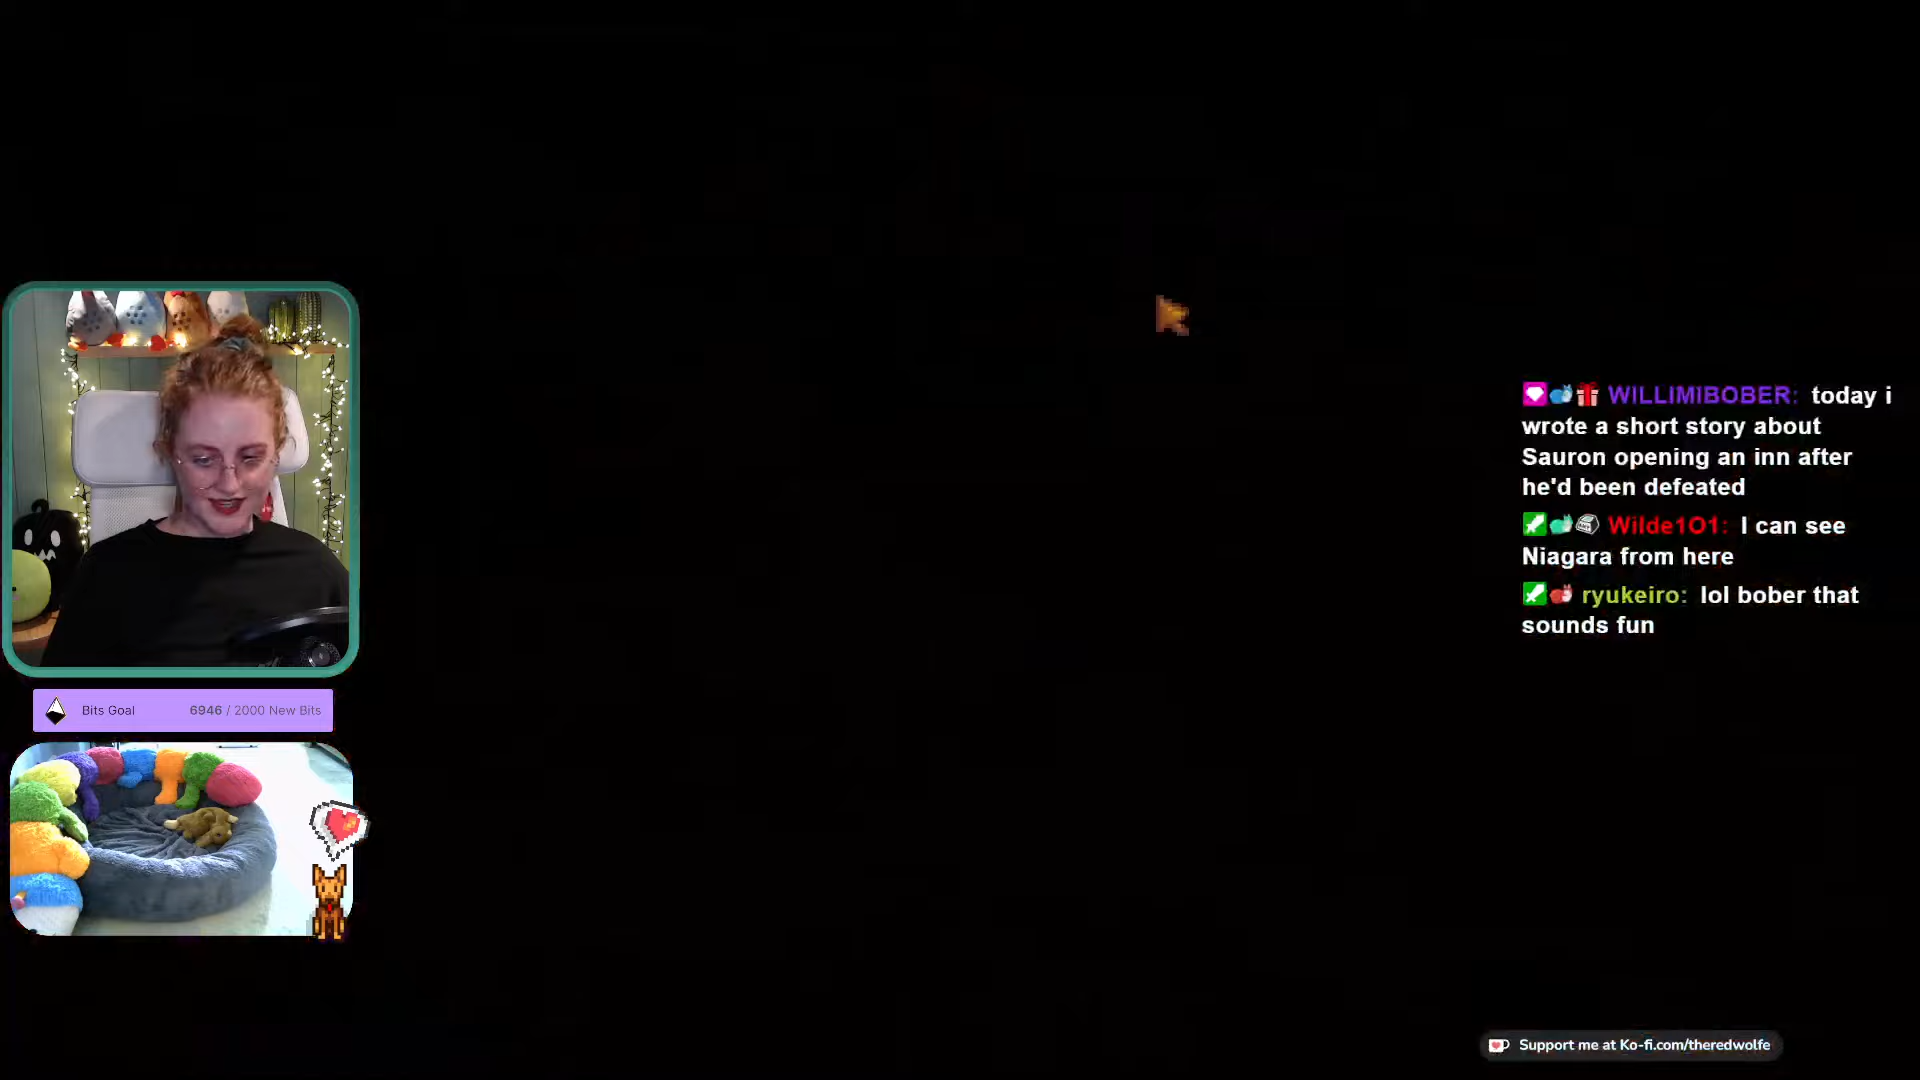 WILLIMIBOBER: today i
wrote a short story about
Sauron opening an inn after
he'd been defeated
Wilde1O1: I can see
Niagara from here
ryukeiro: lol bober that
sounds fun
Bits Goal 6946 / 2000 New Bits
Support me at Ko-fi.com/theredwolfe